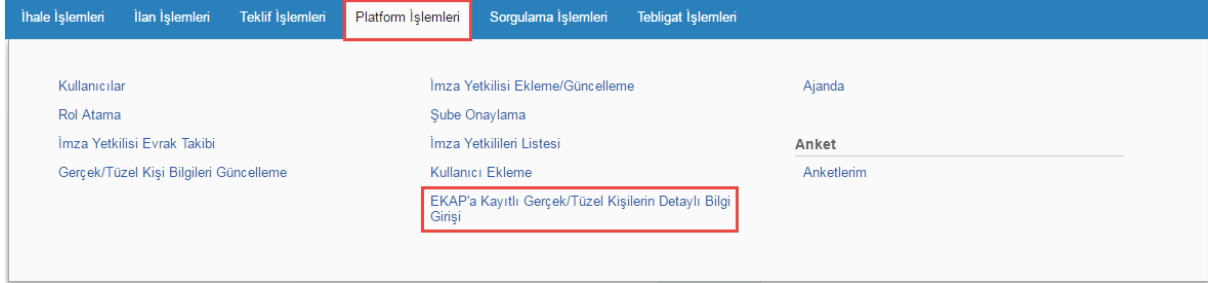 İhale İşlemleri İlan İşlemleri Teklif İşlemleri Platform İşlemleri Sorgulama İşlemleri Tebligat İşlemleri
Kullanıcılar
Rol Atama
İmza Yetkilisi Evrak Takibi
Gerçek/Tüzel Kişi Bilgileri Güncelleme
İmza Yetkilisi Ekleme/Güncelleme
Şube Onaylama
İmza Yetkilileri Listesi
Kullanıcı Ekleme
EKAP'a Kayıtlı Gerçek/Tüzel Kişilerin Detaylı Bilgi
Girişi
Ajanda
Anket
Anketlerim